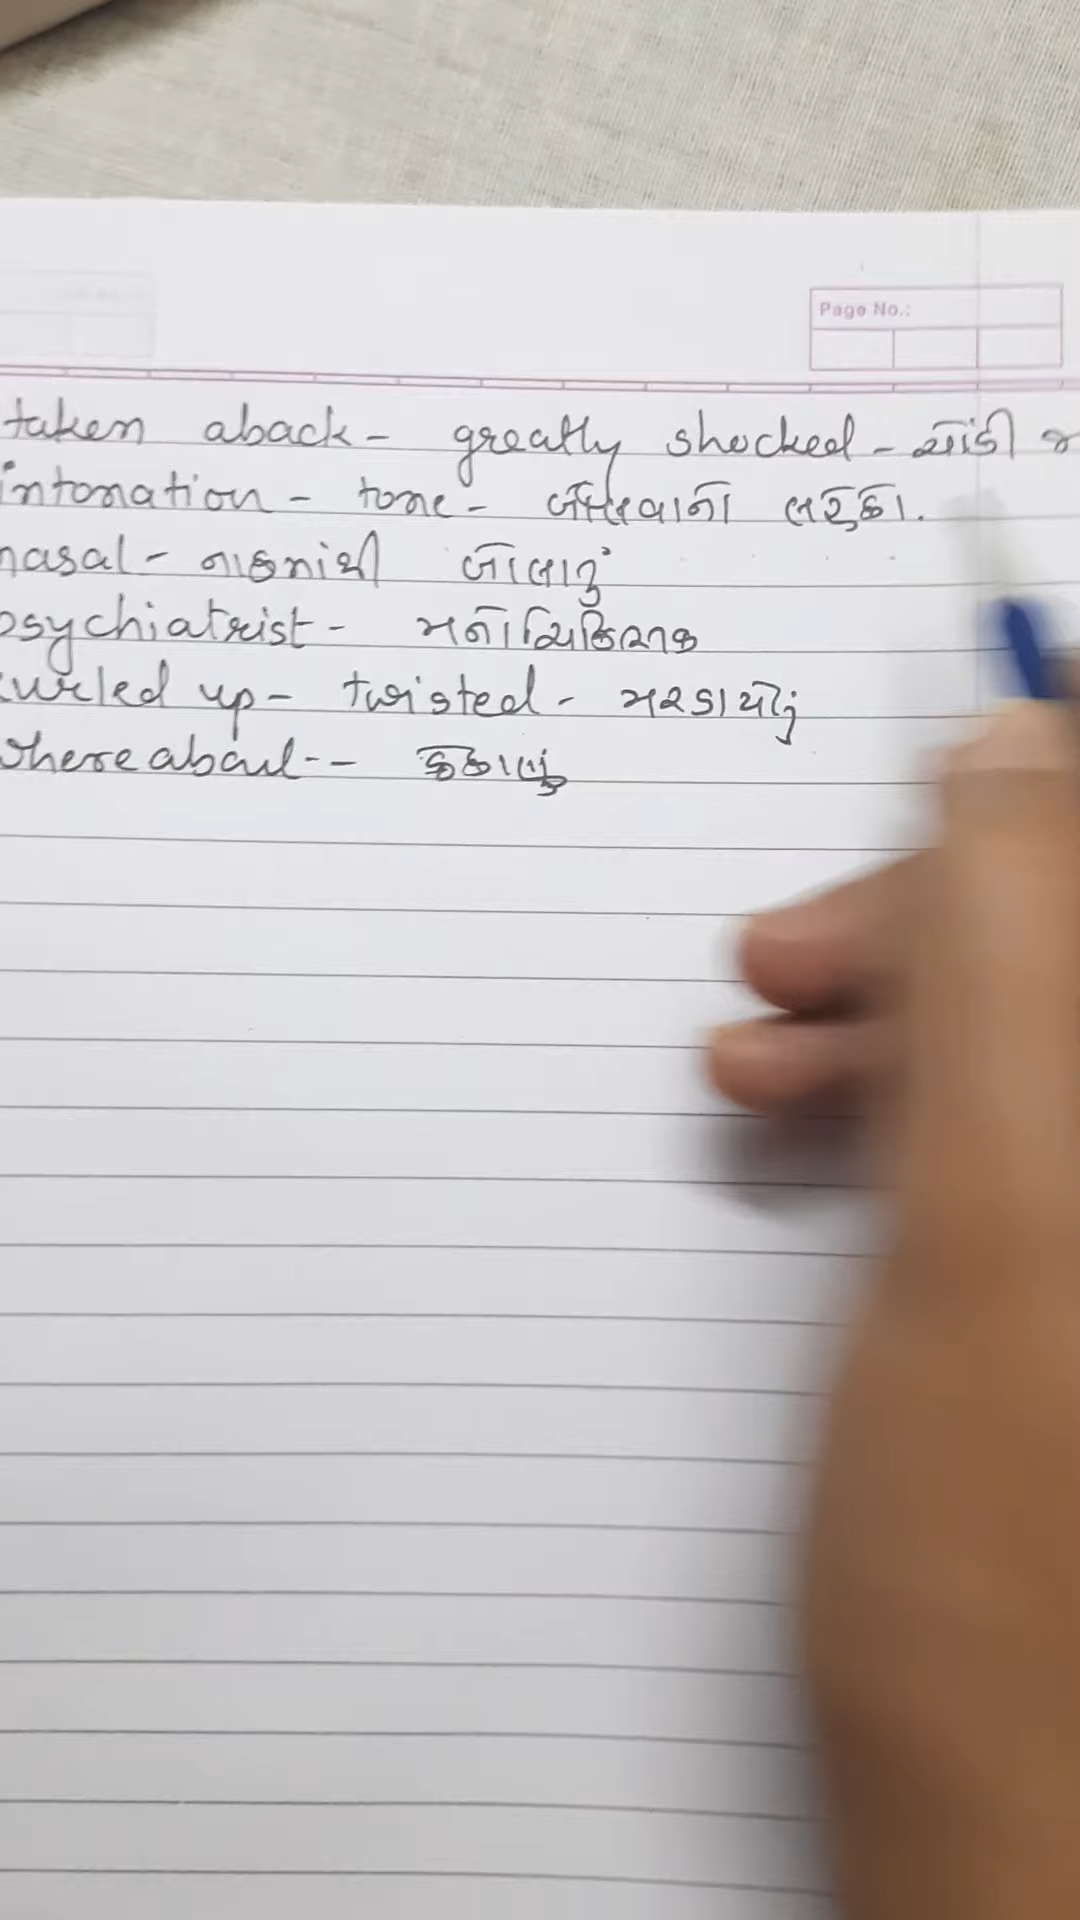 Page No.:
taken aback - greatly shocked -
intonation - tone - બોલવાનો લહેકો.
nasal - નાકમાંથી બોલાતું
psychiatrist - મનોચિકિત્સક
curled up - twisted - મરડાયેલું
whereabout -- ઠેકાણું